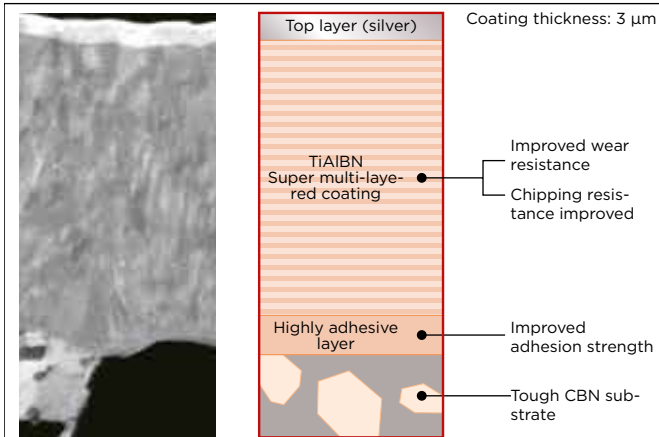 Top layer (silver)
Coating thickness: 3 µm
TiAlBN
Super multi-laye-
red coating
Improved wear
resistance
Chipping resis-
tance improved
Highly adhesive
layer
Improved
adhesion strength
Tough CBN sub-
strate